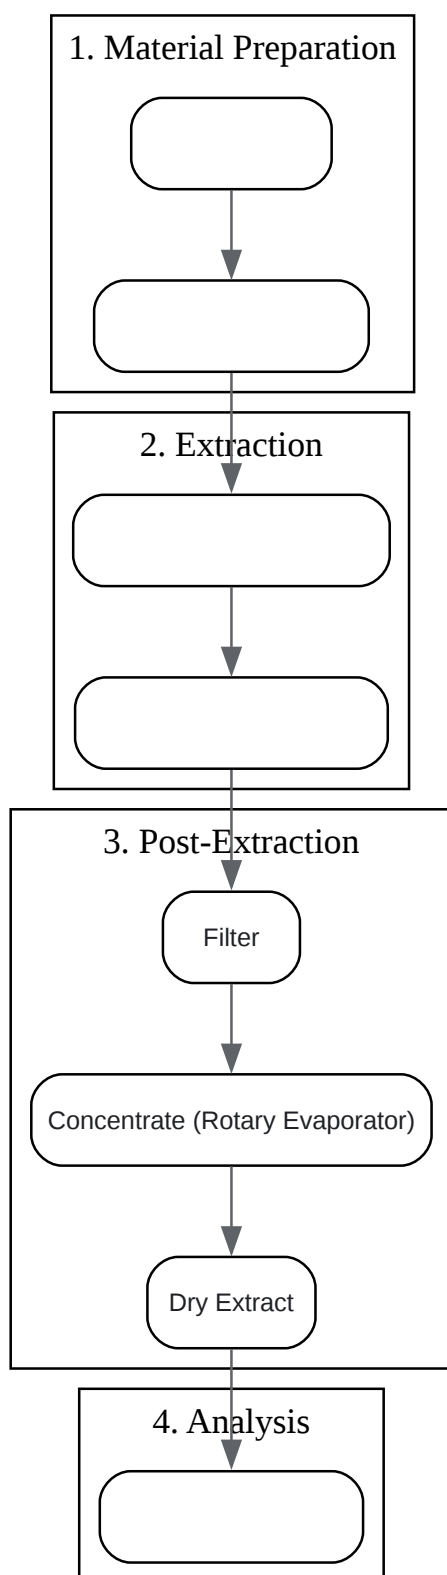 1. Material Preparation
2. Extraction
3. Post-Extraction
Filter
Concentrate (Rotary Evaporator)
Dry Extract
4. Analysis